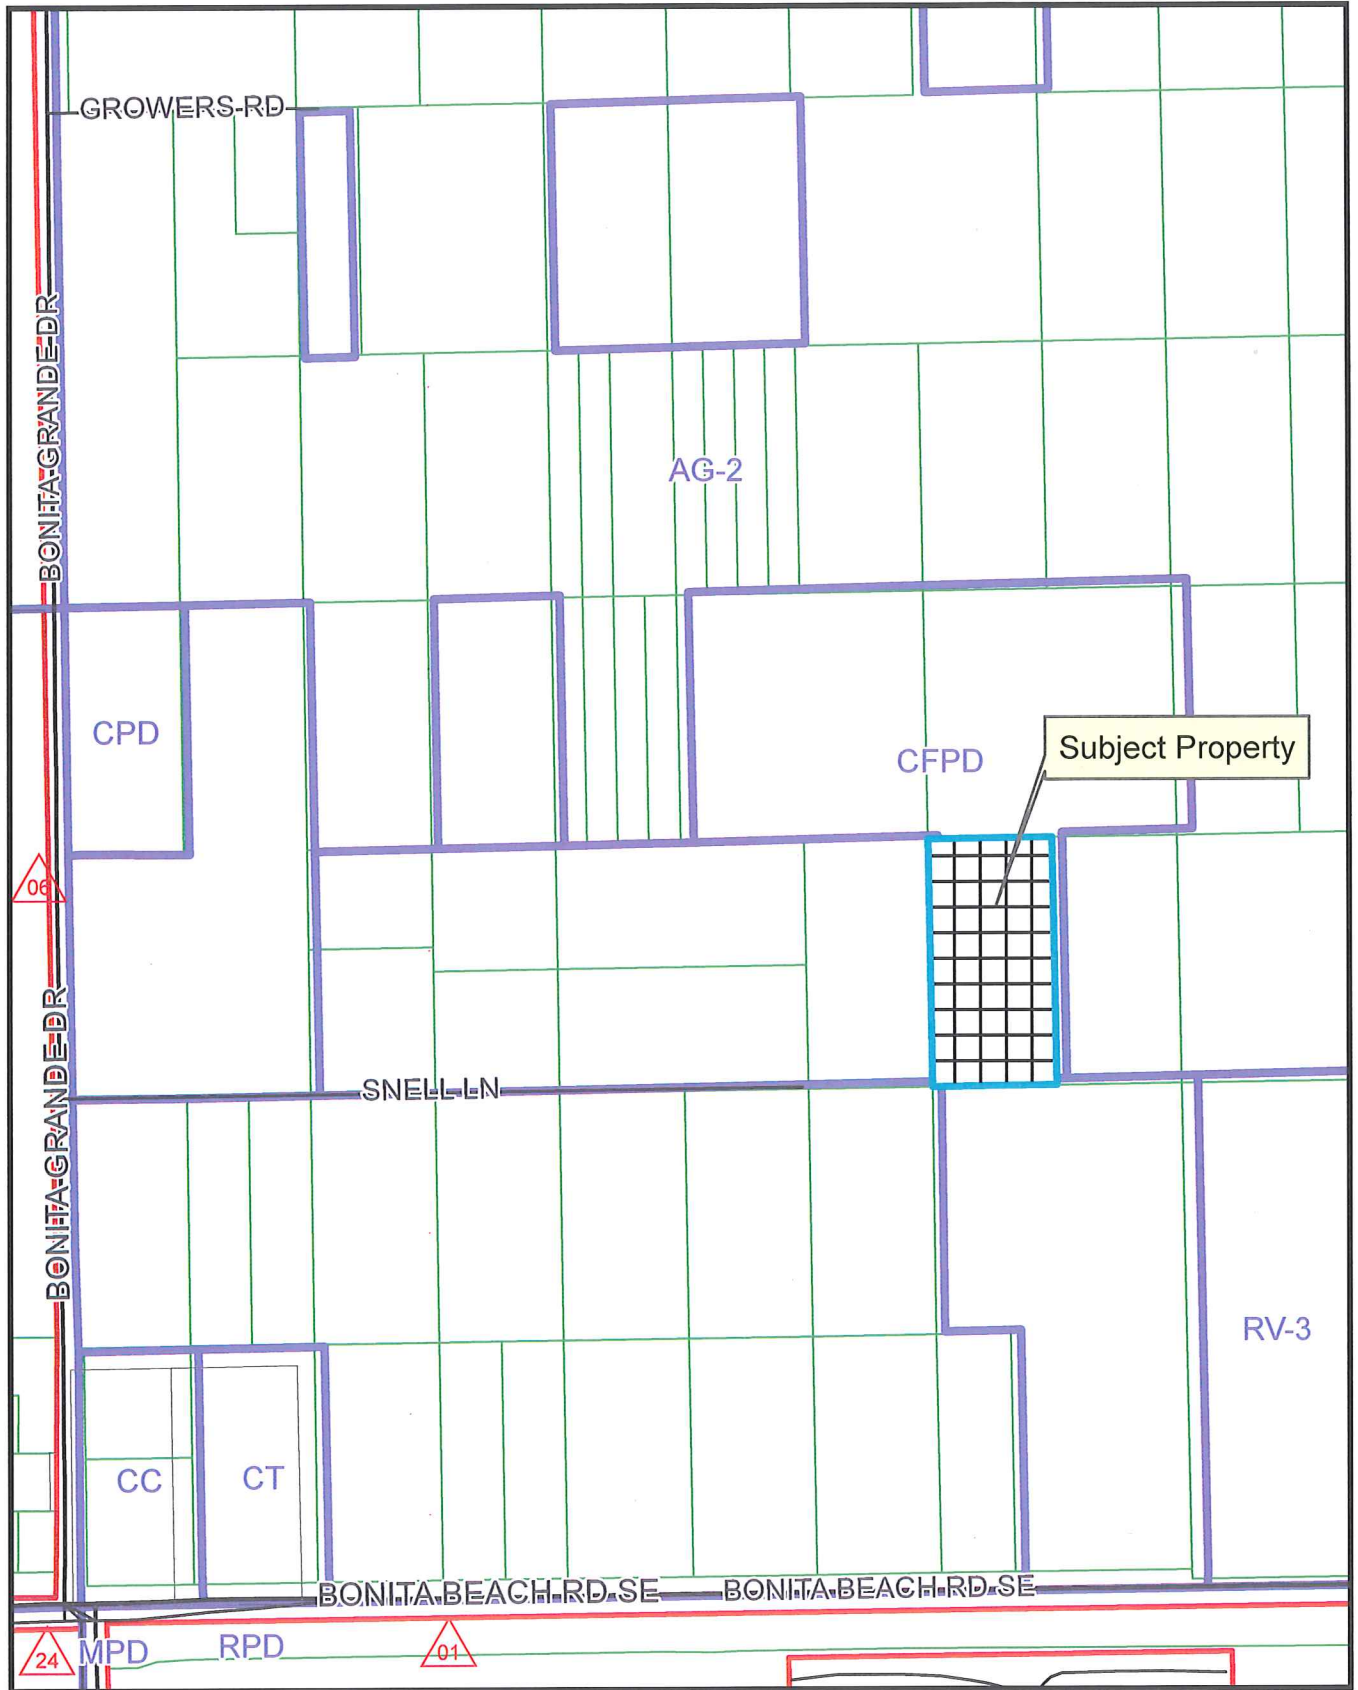 GROWERS RD
BONITA GRANDE DR
AG-2
CPD
CFPD
Subject Property
06
BONITA GRANDE DR
SNELL LN
RV-3
CC
CT
BONITA BEACH RD SE
BONITA BEACH RD SE
24
MPD
RPD
01